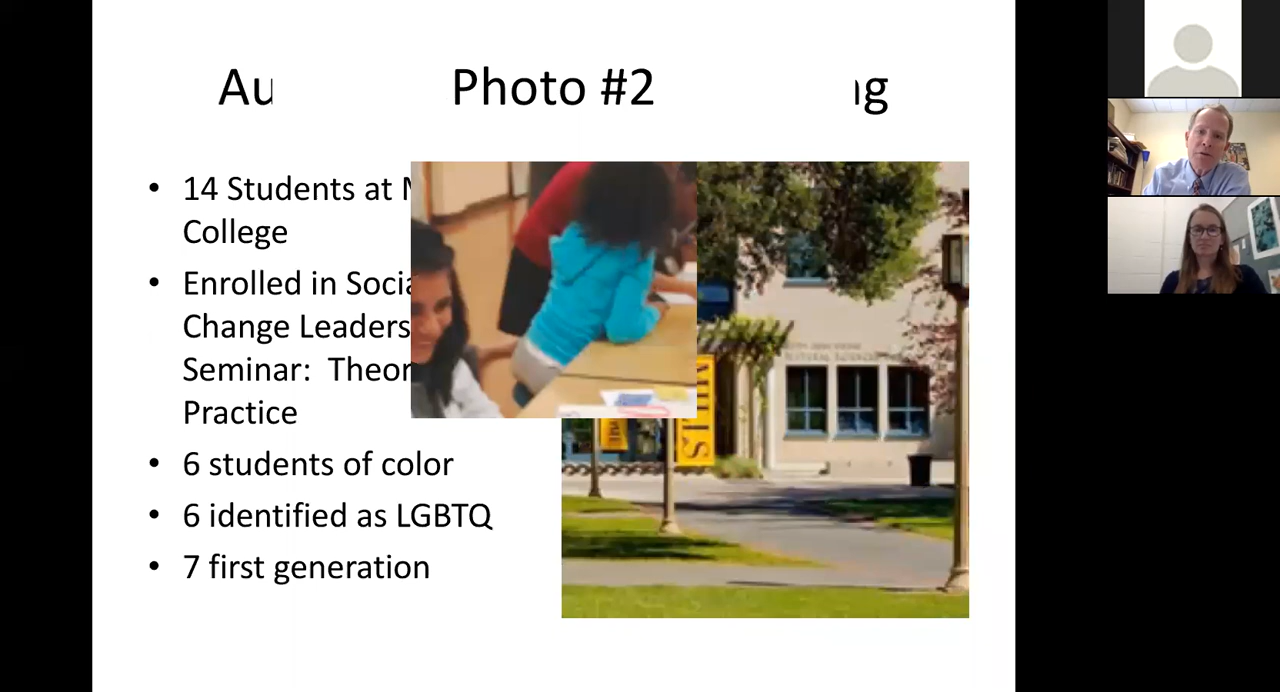 Au Photo #2 ng
14 Students at
College
Enrolled in Socia
Change Leaders
Seminar: Theor
Practice
6 students of color
6 identified as LGBTQ
7 first generation